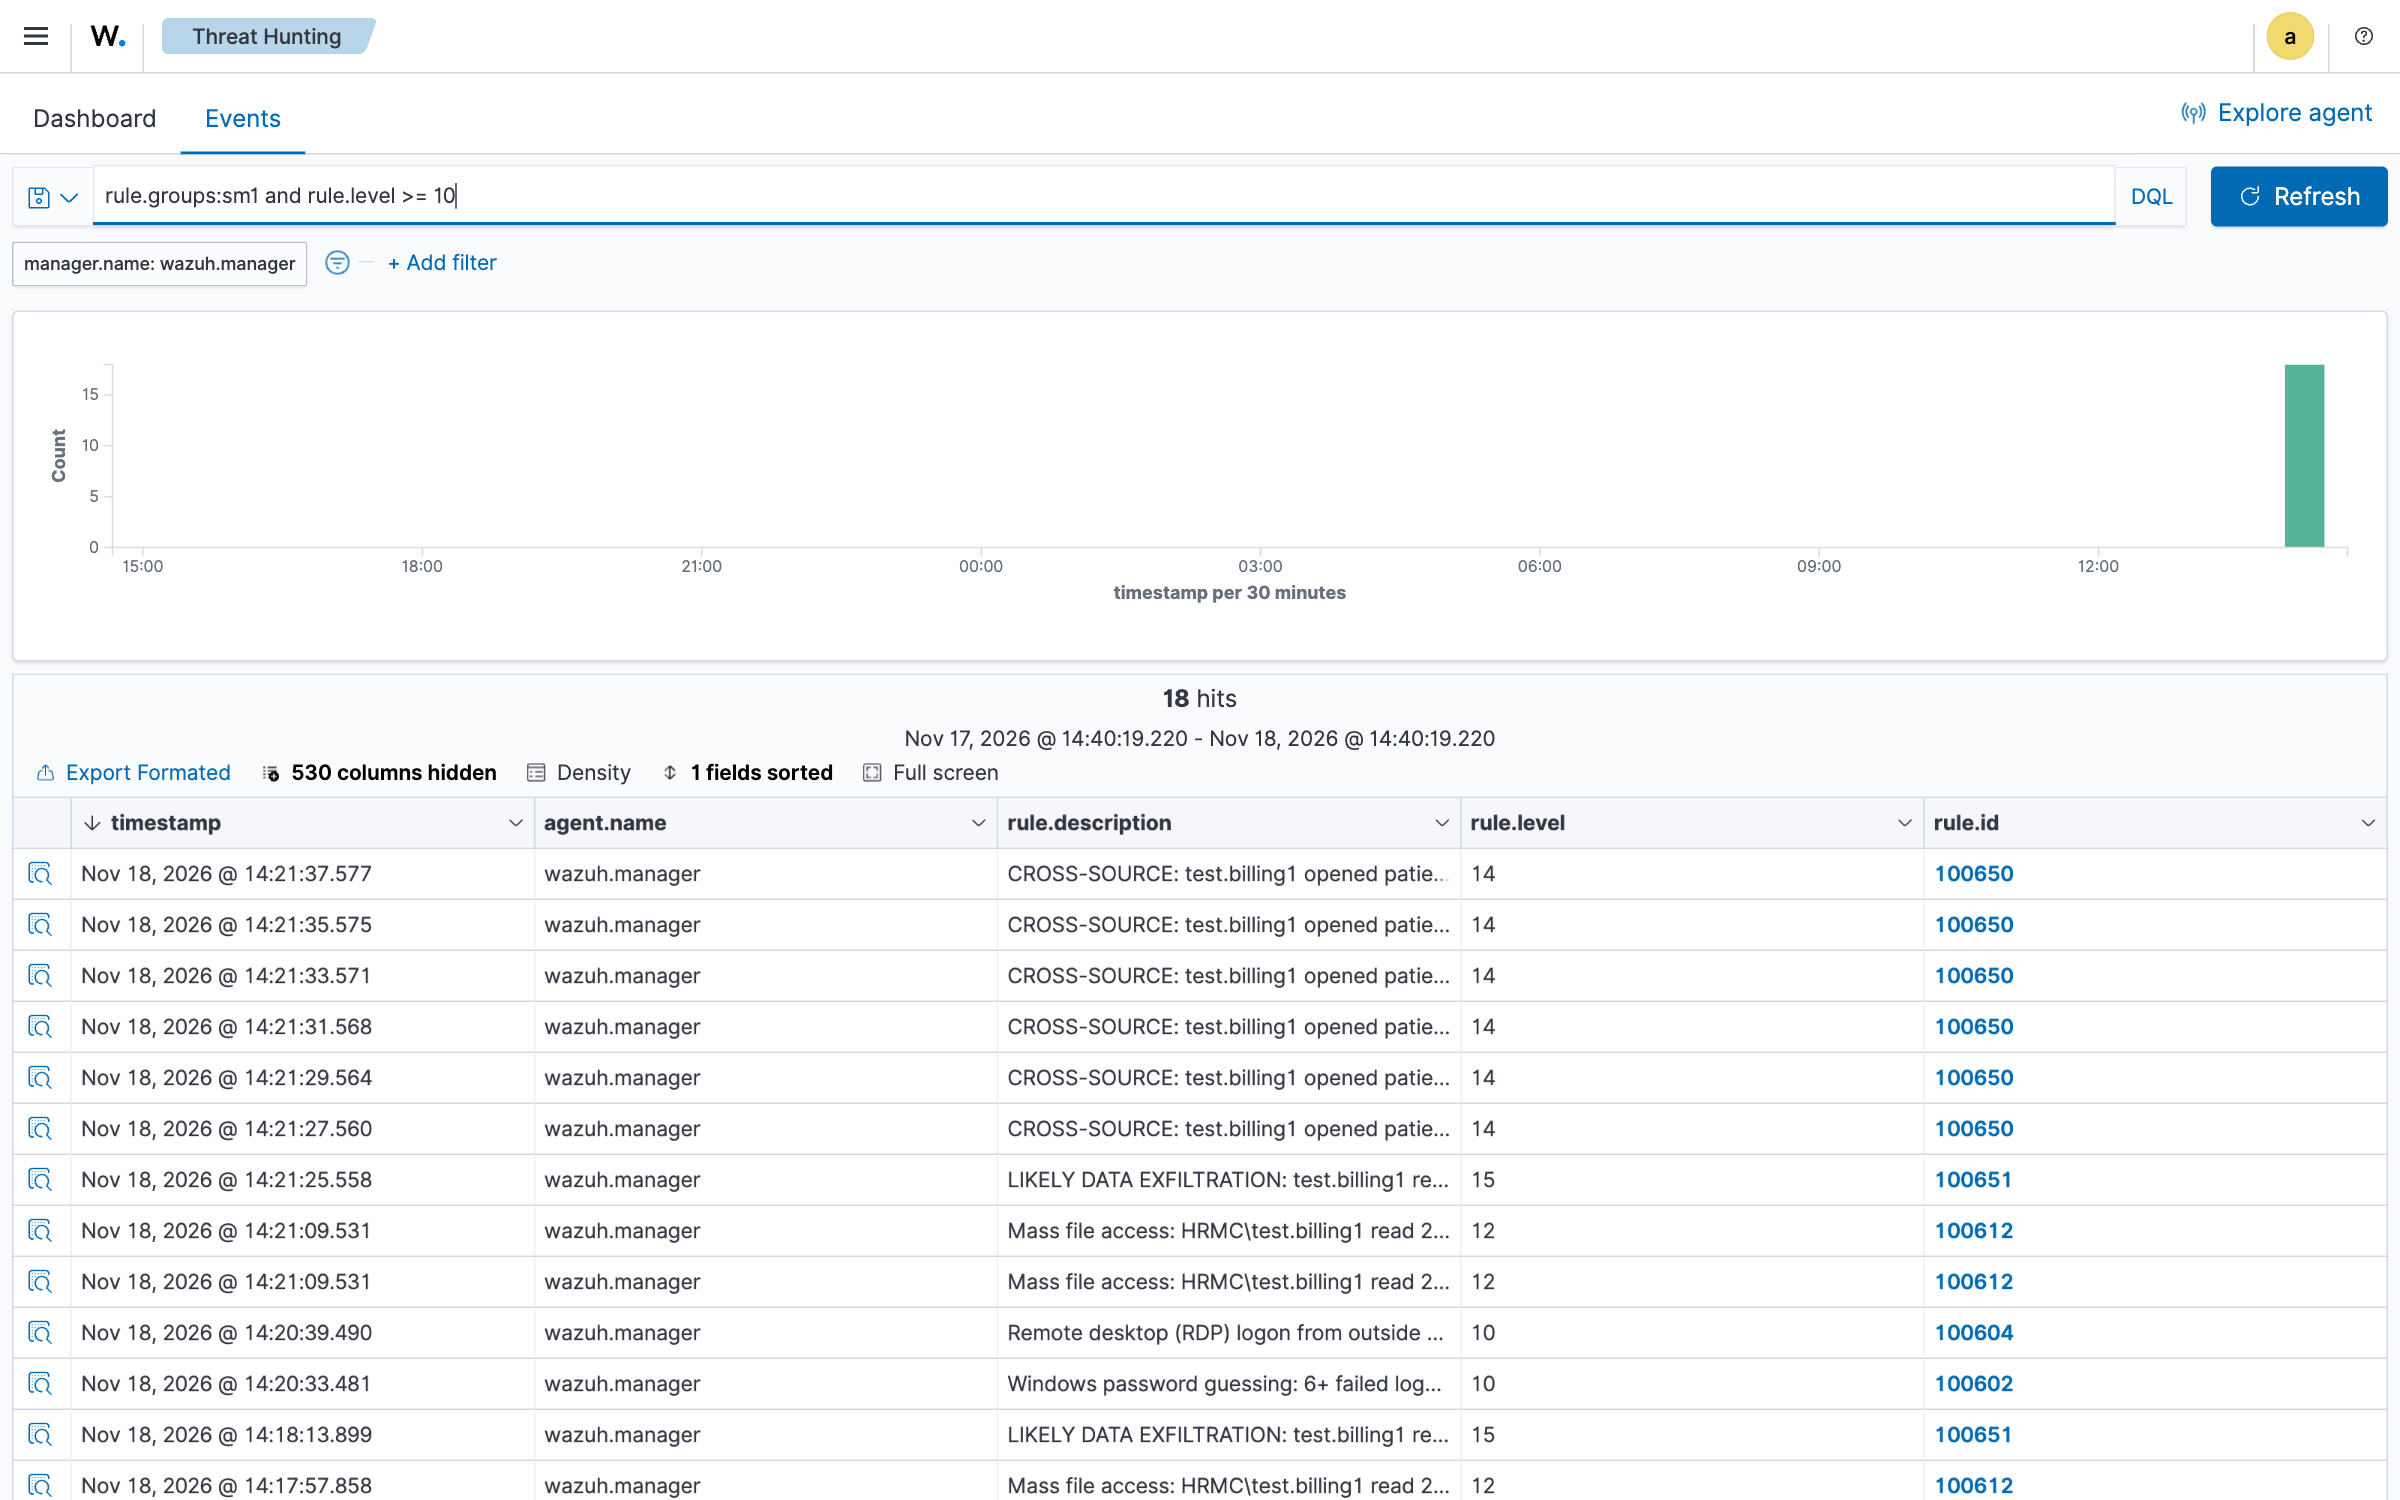 W. Threat Hunting a
Dashboard Events Explore agent
rule.groups:sm1 and rule.level >= 10 DQL Refresh
manager.name: wazuh.manager + Add filter
15
10
5
0
Count
15:00 18:00 21:00 00:00 03:00 06:00 09:00 12:00
timestamp per 30 minutes
18 hits
Nov 17, 2026 @ 14:40:19.220 - Nov 18, 2026 @ 14:40:19.220
Export Formated 530 columns hidden Density 1 fields sorted Full screen
timestamp agent.name rule.description rule.level rule.id
Nov 18, 2026 @ 14:21:37.577 wazuh.manager CROSS-SOURCE: test.billing1 opened patie... 14 100650
Nov 18, 2026 @ 14:21:35.575 wazuh.manager CROSS-SOURCE: test.billing1 opened patie... 14 100650
Nov 18, 2026 @ 14:21:33.571 wazuh.manager CROSS-SOURCE: test.billing1 opened patie... 14 100650
Nov 18, 2026 @ 14:21:31.568 wazuh.manager CROSS-SOURCE: test.billing1 opened patie... 14 100650
Nov 18, 2026 @ 14:21:29.564 wazuh.manager CROSS-SOURCE: test.billing1 opened patie... 14 100650
Nov 18, 2026 @ 14:21:27.560 wazuh.manager CROSS-SOURCE: test.billing1 opened patie... 14 100650
Nov 18, 2026 @ 14:21:25.558 wazuh.manager LIKELY DATA EXFILTRATION: test.billing1 re... 15 100651
Nov 18, 2026 @ 14:21:09.531 wazuh.manager Mass file access: HRMC\test.billing1 read 2... 12 100612
Nov 18, 2026 @ 14:21:09.531 wazuh.manager Mass file access: HRMC\test.billing1 read 2... 12 100612
Nov 18, 2026 @ 14:20:39.490 wazuh.manager Remote desktop (RDP) logon from outside ... 10 100604
Nov 18, 2026 @ 14:20:33.481 wazuh.manager Windows password guessing: 6+ failed log... 10 100602
Nov 18, 2026 @ 14:18:13.899 wazuh.manager LIKELY DATA EXFILTRATION: test.billing1 re... 15 100651
Nov 18, 2026 @ 14:17:57.858 wazuh.manager Mass file access: HRMC\test.billing1 read 2... 12 100612